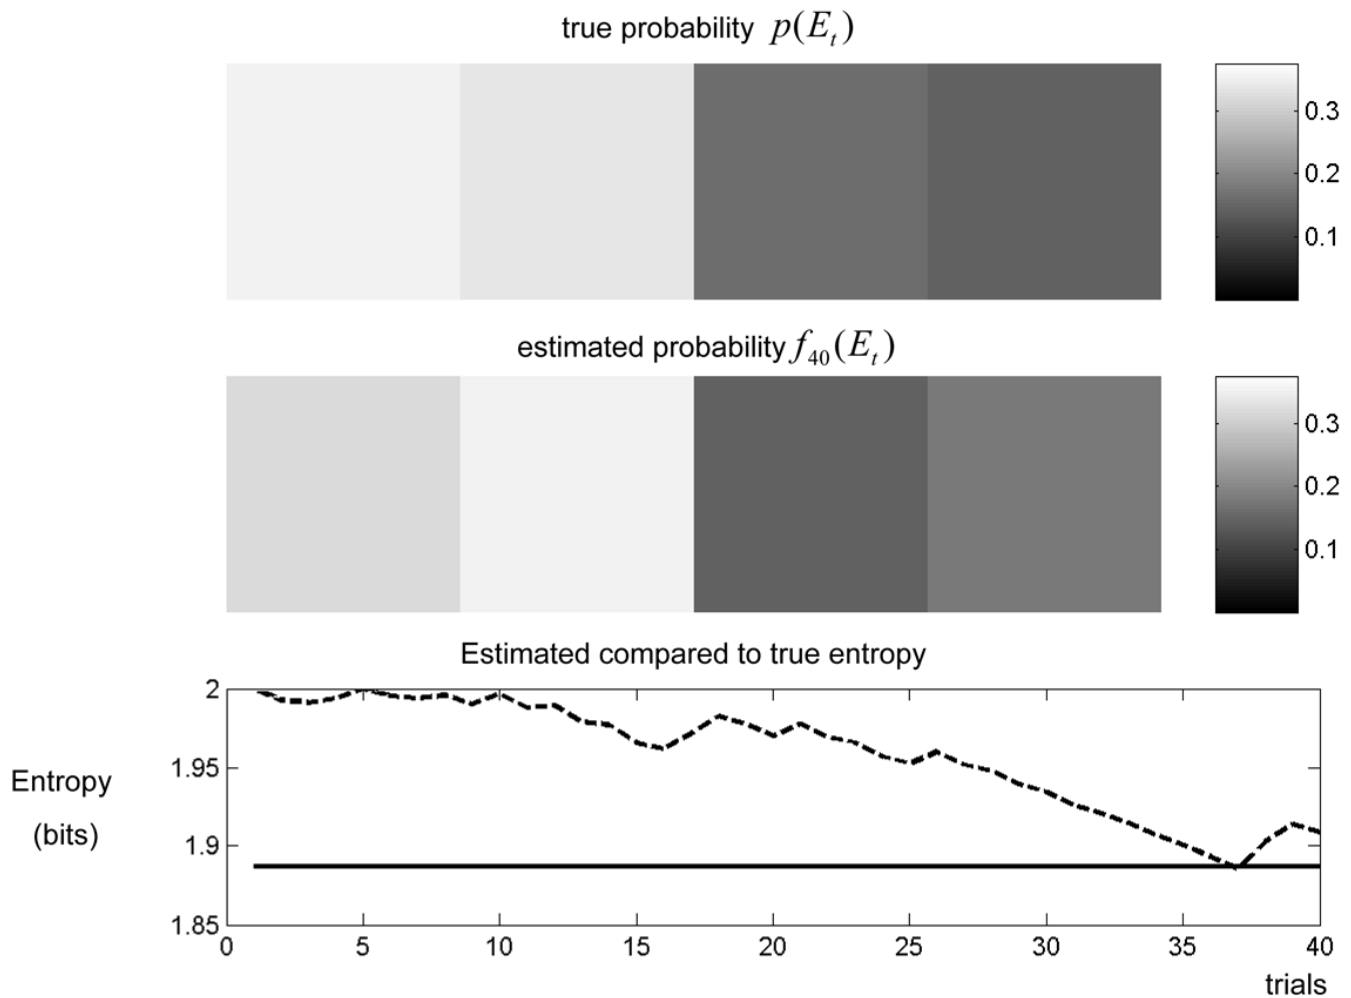 true probability p(E_t)
0.3
0.2
0.1
estimated probability f_40(E_t)
0.3
0.2
0.1
Estimated compared to true entropy
2
1.95
Entropy
(bits)
1.9
1.85
0 5 10 15 20 25 30 35 40
trials